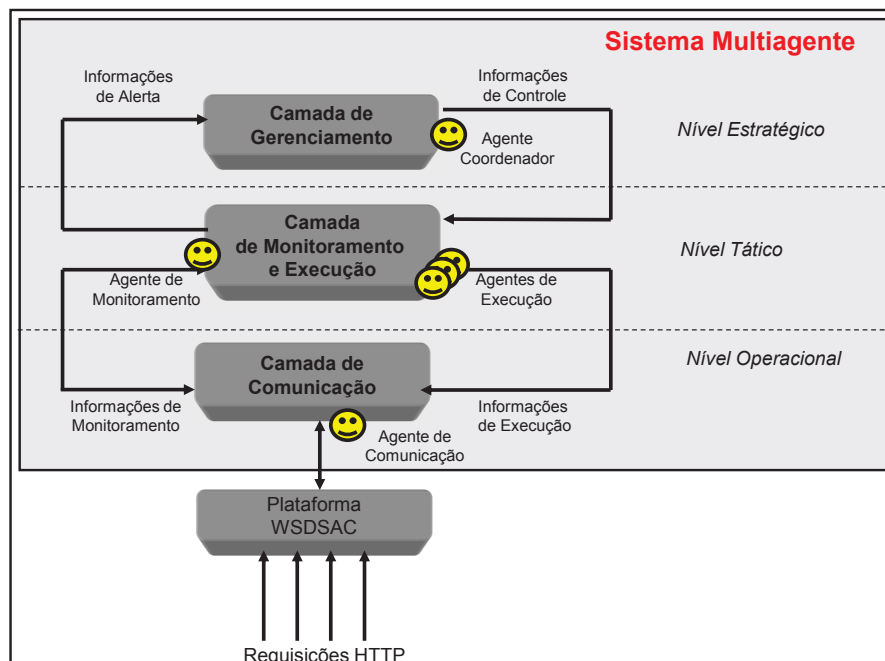 Sistema Multiagente
Informações
de Alerta
Camada de
Gerenciamento
Informações
de Controle
Agente
Coordenador
Nível Estratégico
Camada
de Monitoramento
e Execução
Agente de
Monitoramento
Agentes de
Execução
Nível Tático
Camada de
Comunicação
Nível Operacional
Informações de
Monitoramento
Agente de
Comunicação
Informações
de Execução
Plataforma
WSDSAC
Requisições HTTP